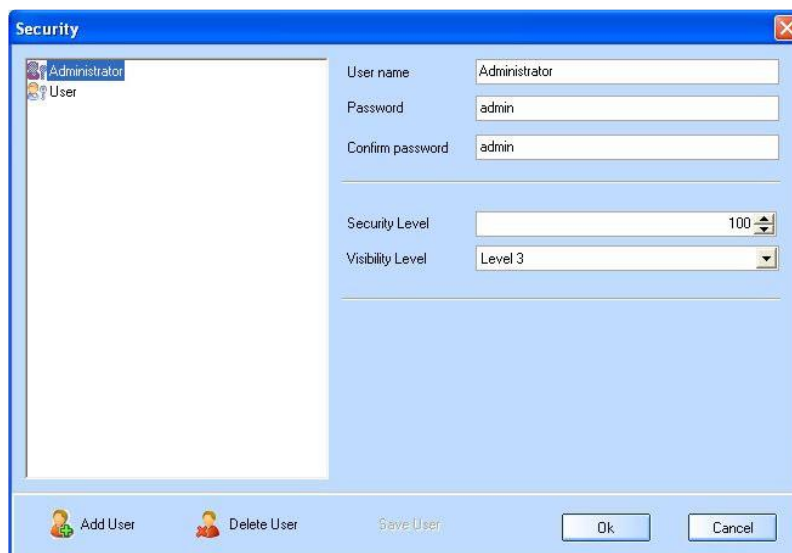 Security
Administrator
User
User name Administrator
Password admin
Confirm password admin
Security Level 100
Visibility Level Level 3
Add User Delete User Save User Ok Cancel